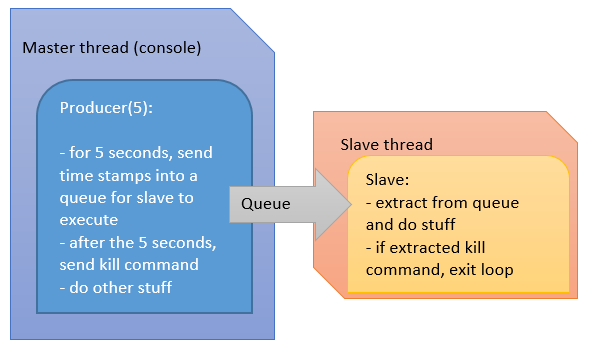 Master thread (console)
Producer(5):
- for 5 seconds, send
time stamps into a
queue for slave to
execute
- after the 5 seconds,
send kill command
- do other stuff
Queue
Slave thread
Slave:
- extract from queue
and do stuff
- if extracted kill
command, exit loop